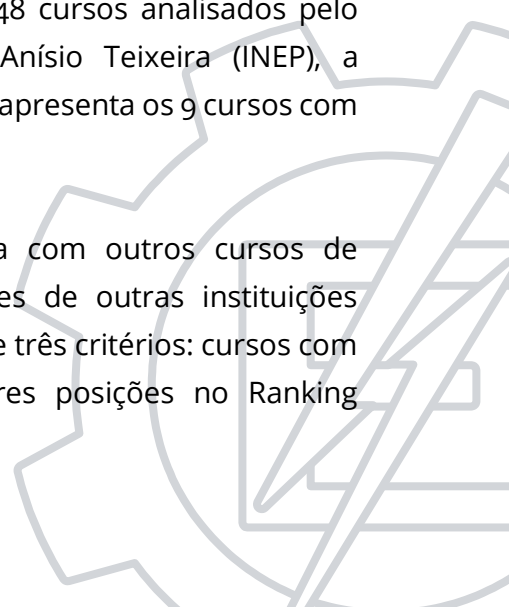 48 cursos analisados pelo
Anísio Teixeira (INEP), a
apresenta os 9 cursos com
a com outros cursos de
es de outras instituições
e três critérios: cursos com
res posições no Ranking